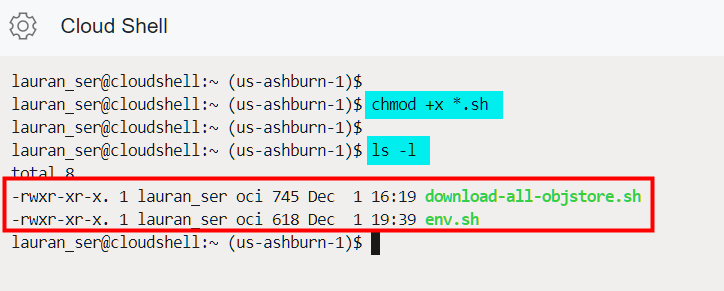 Cloud Shell
lauran_ser@cloudshell:~ (us-ashburn-1)$
lauran_ser@cloudshell:~ (us-ashburn-1)$ chmod +x *.sh
lauran_ser@cloudshell:~ (us-ashburn-1)$
lauran_ser@cloudshell:~ (us-ashburn-1)$ ls -l
total 8
-rwxr-xr-x. 1 lauran_ser oci 745 Dec  1 16:19 download-all-objstore.sh
-rwxr-xr-x. 1 lauran_ser oci 618 Dec  1 19:39 env.sh
lauran_ser@cloudshell:~ (us-ashburn-1)$